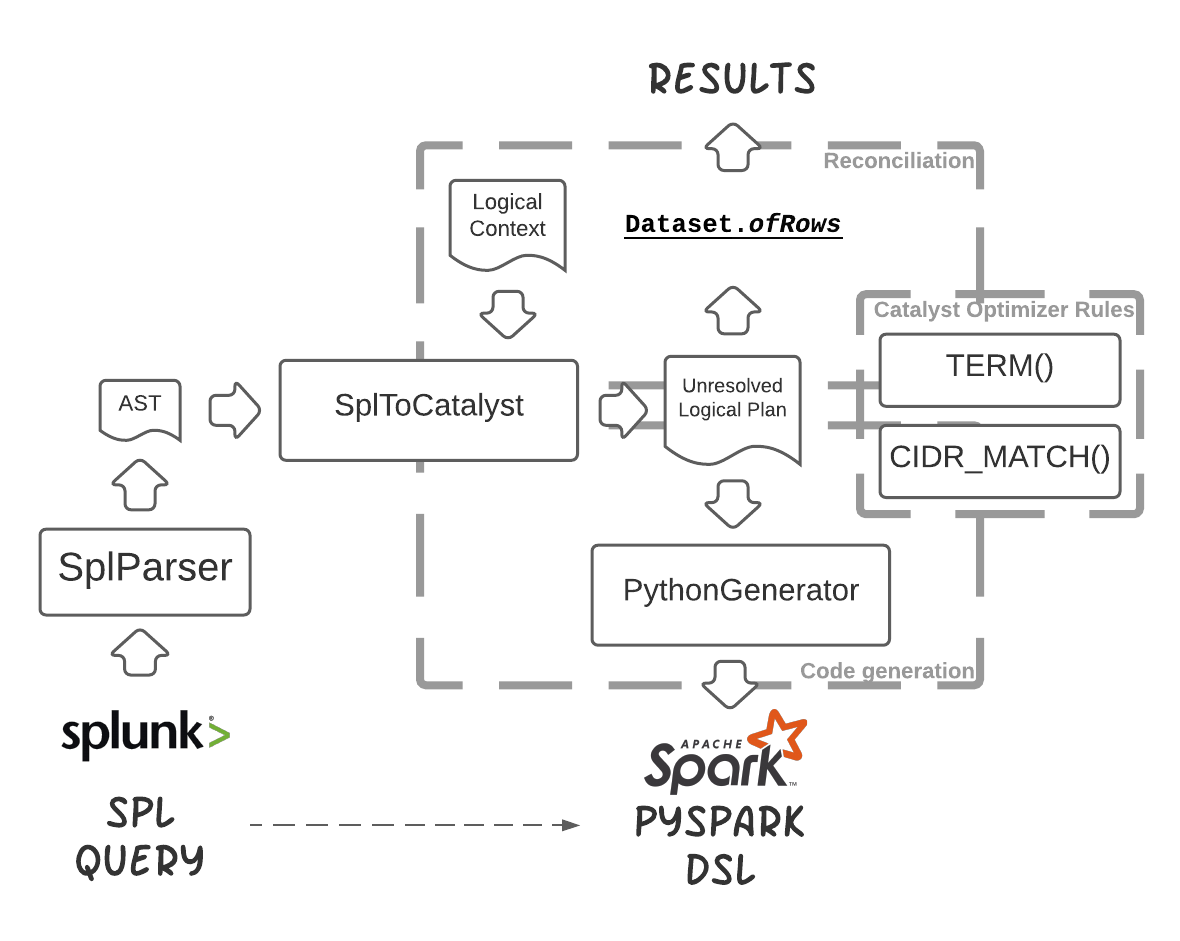 RESULTS
Reconciliation
Logical
Context
Dataset.ofRows
Catalyst Optimizer Rules
TERM()
AST
SplToCatalyst
Unresolved
Logical Plan
CIDR_MATCH()
SplParser
PythonGenerator
Code generation
splunk>®
APACHE
Spark™
SPL
QUERY
PYSPARK
DSL